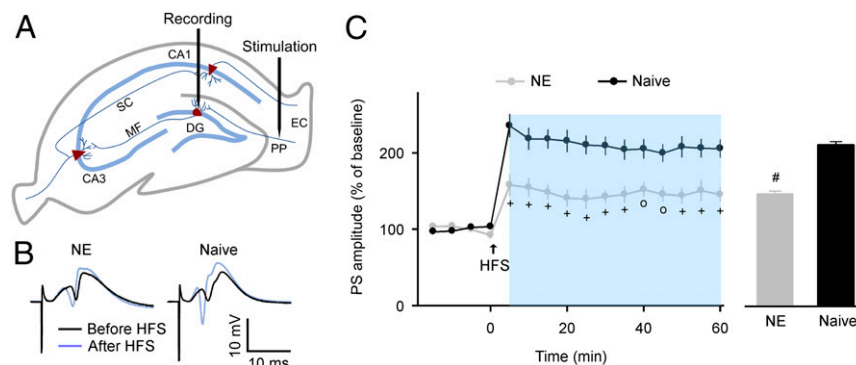 A
Recording
Stimulation
CA1
SC
MF
DG
EC
PP
CA3
B
NE
Naive
Before HFS
After HFS
10 mV
10 ms
C
NE
Naive
PS amplitude (% of baseline)
200
100
0
HFS
+ + + + + + + o o + + +
0
20
40
60
Time (min)
#
NE
Naive